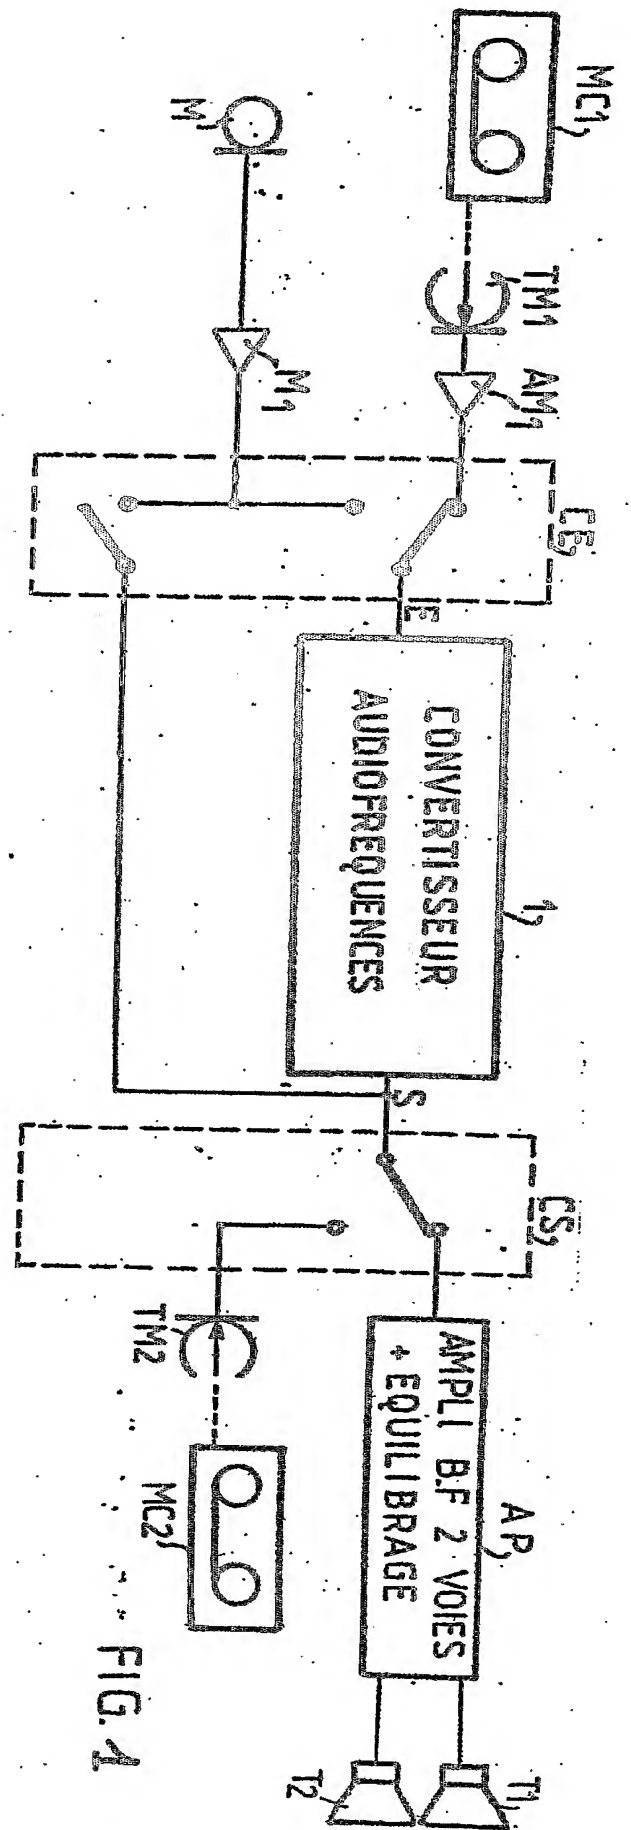 MC1
TM1
AM1
CE
M
M1
E
CONVERTISSEUR
AUDIOFREQUENCES
1
S
CS
TM2
MC2
AMPLI B.F 2 VOIES
+ EQUILIBRAGE
AP
T1
T2
FIG. 1